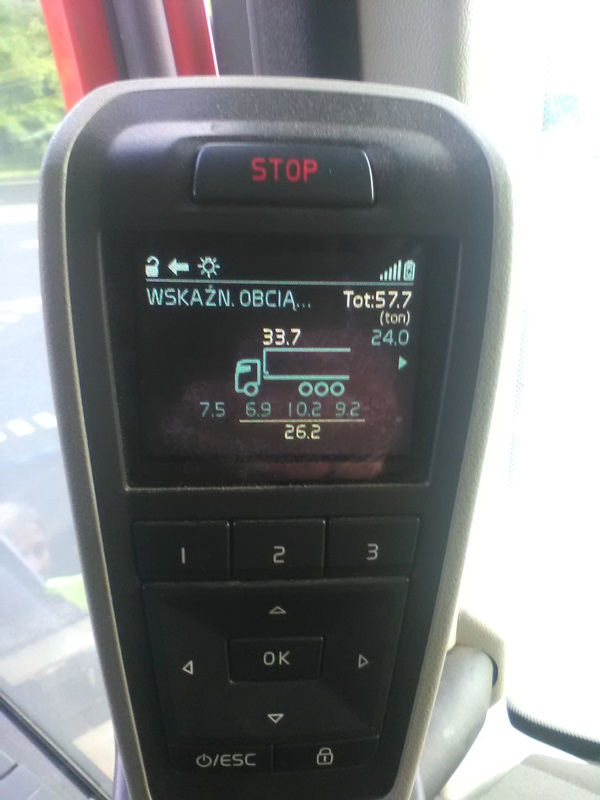 STOP
WSKAŹN. OBCIĄ... Tot:57.7
(ton)
33.7 24.0
7.5 6.9 10.2 9.2
26.2
1 2 3
OK
⏻/ESC